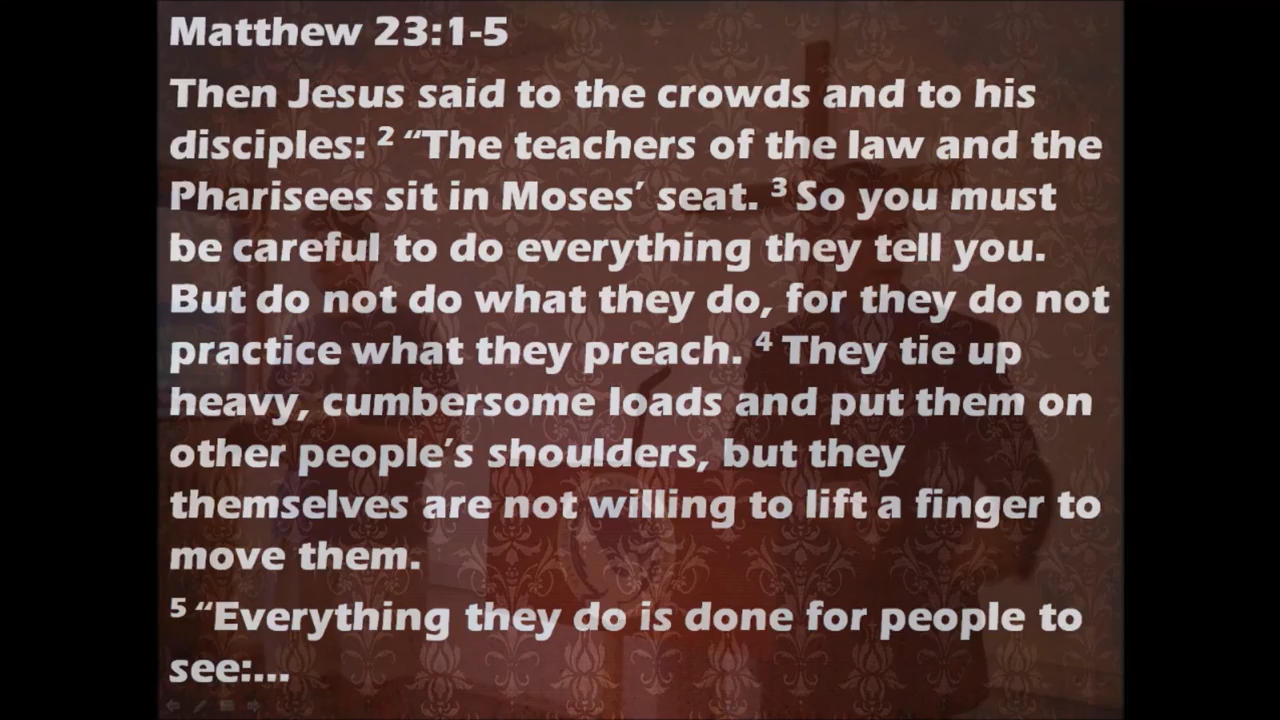 Matthew 23:1-5
Then Jesus said to the crowds and to his
disciples: 2 “The teachers of the law and the
Pharisees sit in Moses’ seat. 3 So you must
be careful to do everything they tell you.
But do not do what they do, for they do not
practice what they preach. 4 They tie up
heavy, cumbersome loads and put them on
other people’s shoulders, but they
themselves are not willing to lift a finger to
move them.
5 “Everything they do is done for people to
see:...